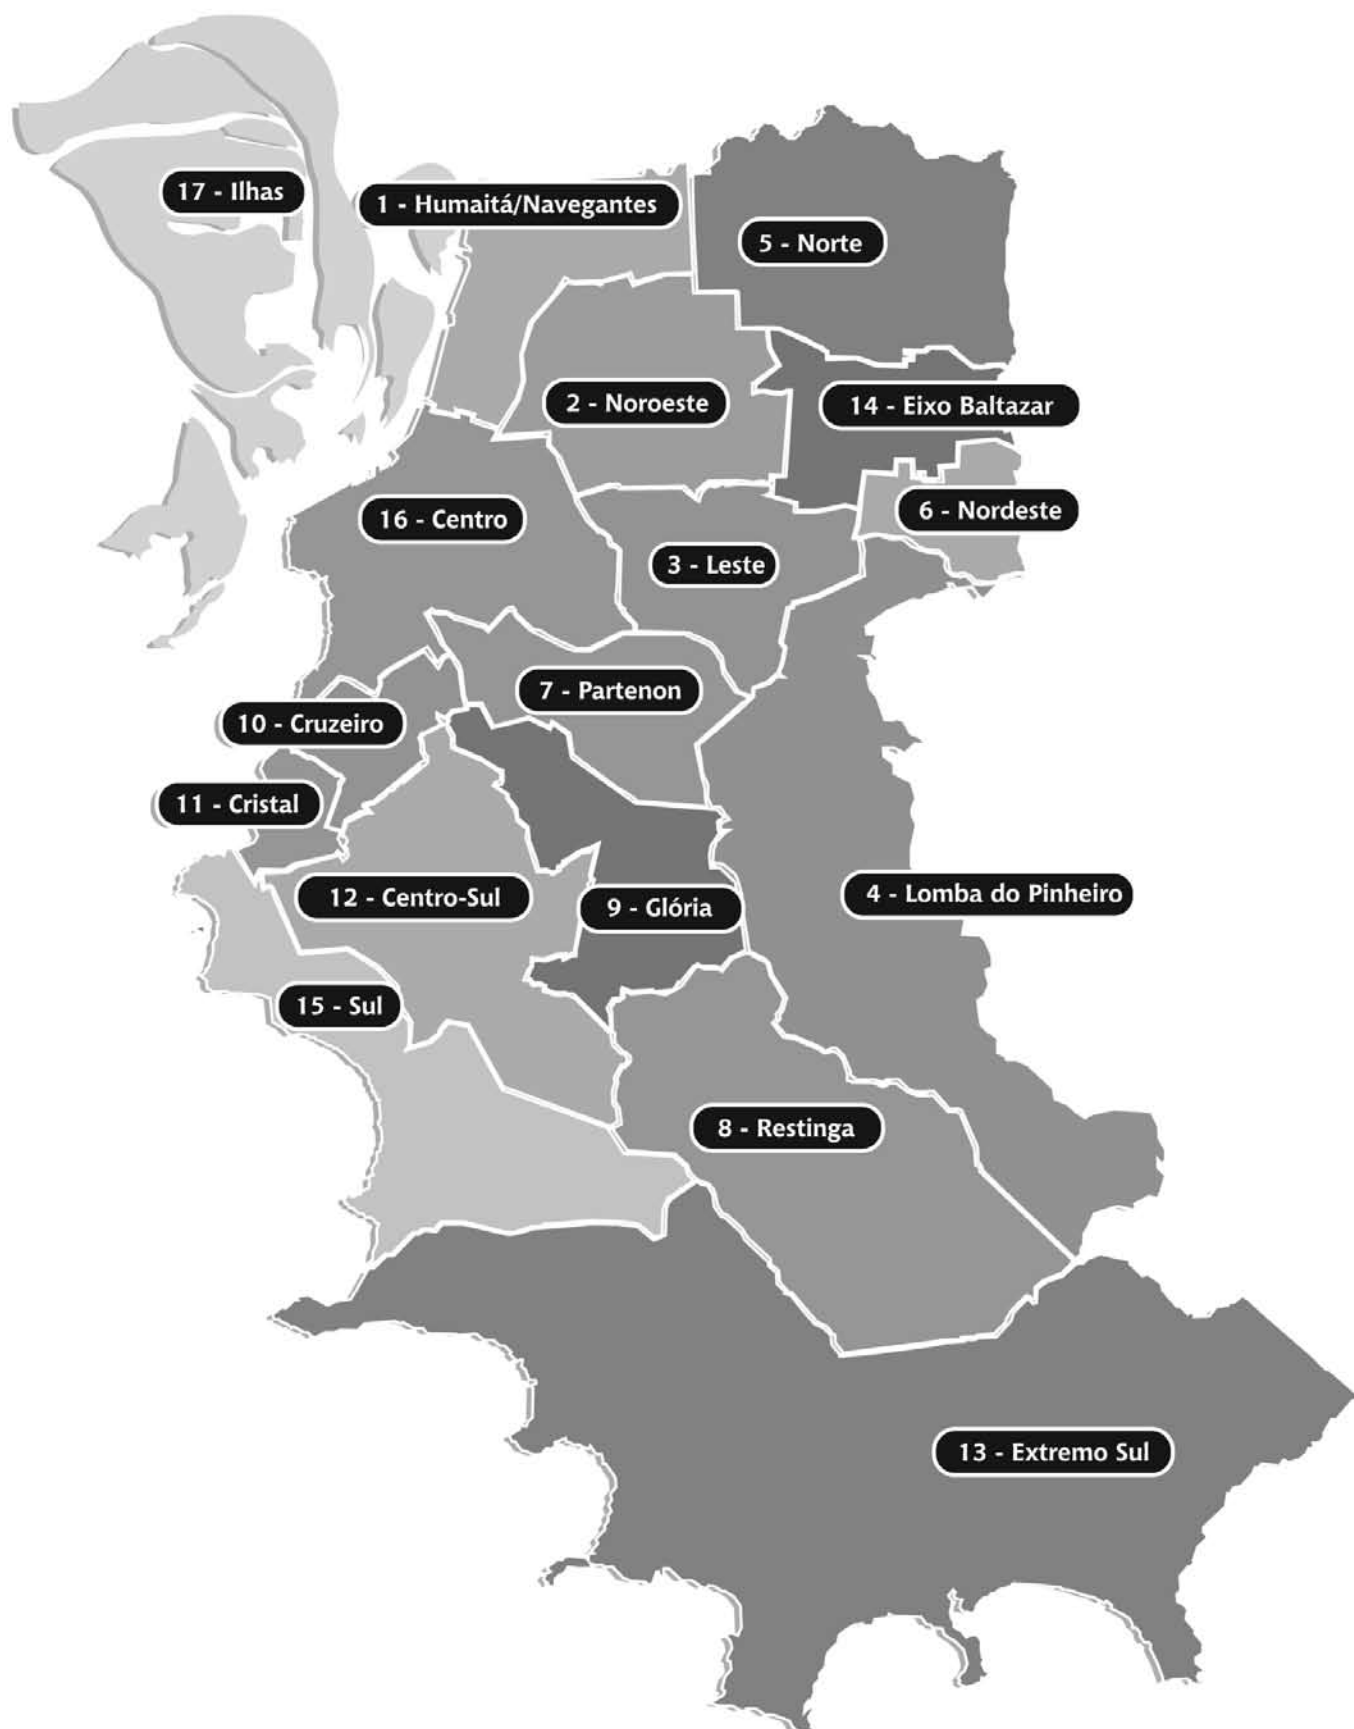 17 - Ilhas
1 - Humaitá/Navegantes
5 - Norte
2 - Noroeste
14 - Eixo Baltazar
16 - Centro
6 - Nordeste
3 - Leste
7 - Partenon
10 - Cruzeiro
11 - Cristal
12 - Centro-Sul
9 - Glória
4 - Lomba do Pinheiro
15 - Sul
8 - Restinga
13 - Extremo Sul